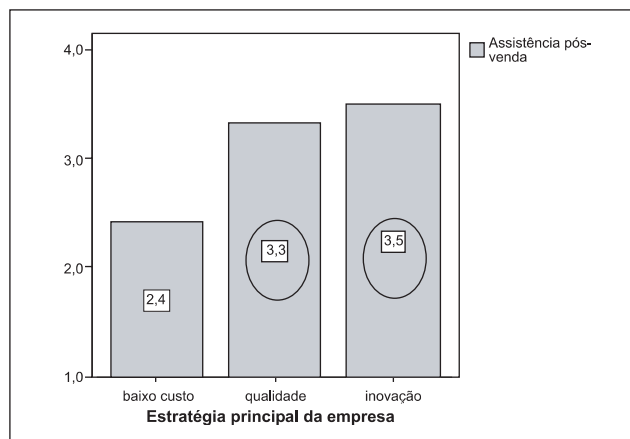 4,0
3,0
2,0
1,0
2,4
3,3
3,5
baixo custo
qualidade
inovação
Estratégia principal da empresa
Assistência pós-
venda